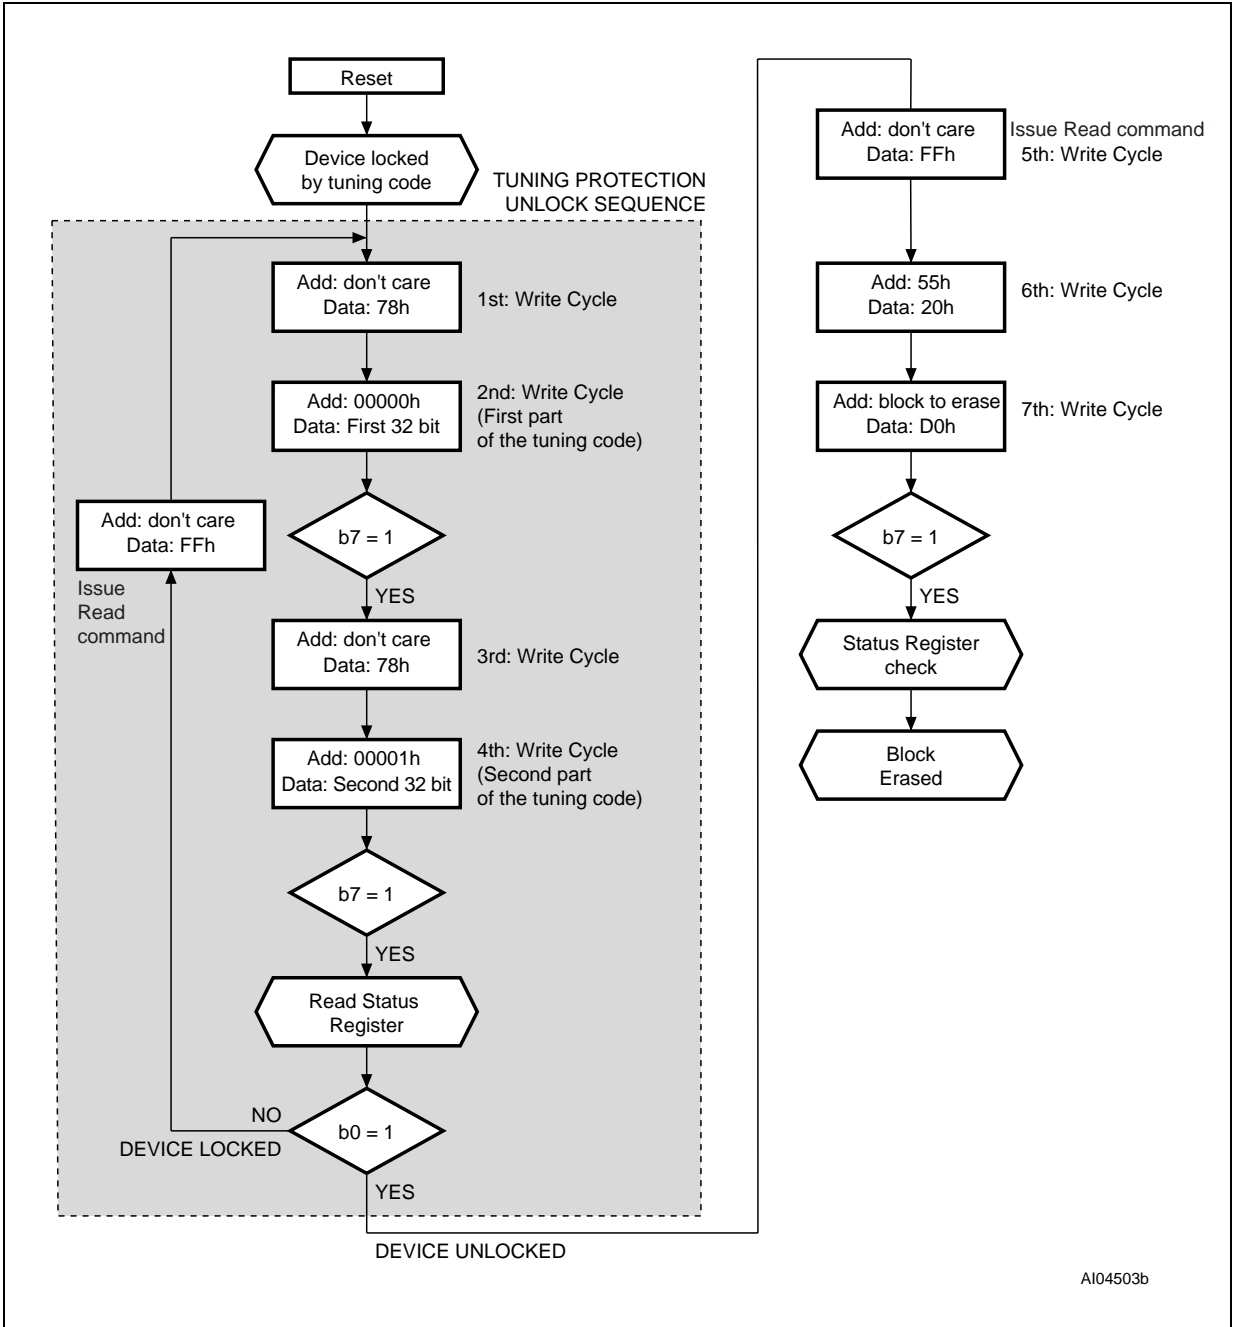 Reset
Device locked
by tuning code
TUNING PROTECTION
UNLOCK SEQUENCE
Add: don't care
Data: 78h
1st: Write Cycle
Add: 00000h
Data: First 32 bit
2nd: Write Cycle
(First part
of the tuning code)
b7 = 1
YES
Add: don't care
Data: FFh
Issue
Read
command
Add: don't care
Data: 78h
3rd: Write Cycle
Add: 00001h
Data: Second 32 bit
4th: Write Cycle
(Second part
of the tuning code)
b7 = 1
YES
Read Status
Register
b0 = 1
NO
DEVICE LOCKED
YES
DEVICE UNLOCKED
Add: don't care
Data: FFh
Issue Read command
5th: Write Cycle
Add: 55h
Data: 20h
6th: Write Cycle
Add: block to erase
Data: D0h
7th: Write Cycle
b7 = 1
YES
Status Register
check
Block
Erased
AI04503b